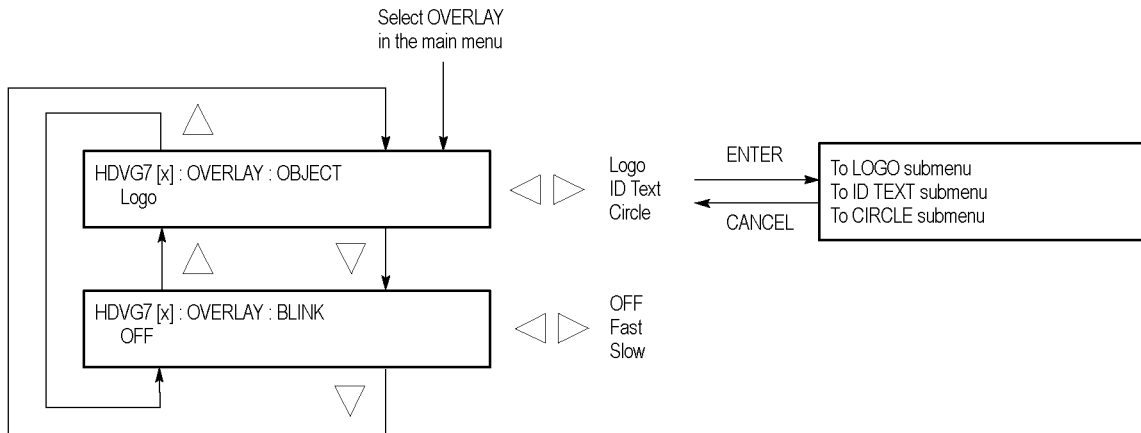 Select OVERLAY
in the main menu
HDVG7 [x] : OVERLAY : OBJECT
Logo
Logo
ID Text
Circle
ENTER
CANCEL
To LOGO submenu
To ID TEXT submenu
To CIRCLE submenu
HDVG7 [x] : OVERLAY : BLINK
OFF
OFF
Fast
Slow